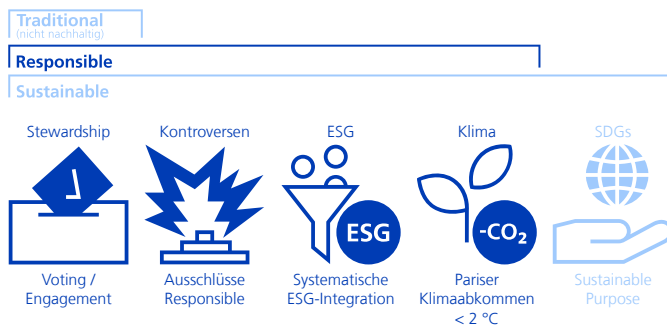 Traditional
(nicht nachhaltig)
Responsible
Sustainable
Stewardship Kontroversen ESG Klima SDGs
ESG -CO₂
Voting / Ausschlüsse Systematische Pariser Sustainable
Engagement Responsible ESG-Integration Klimaabkommen Purpose
< 2 °C